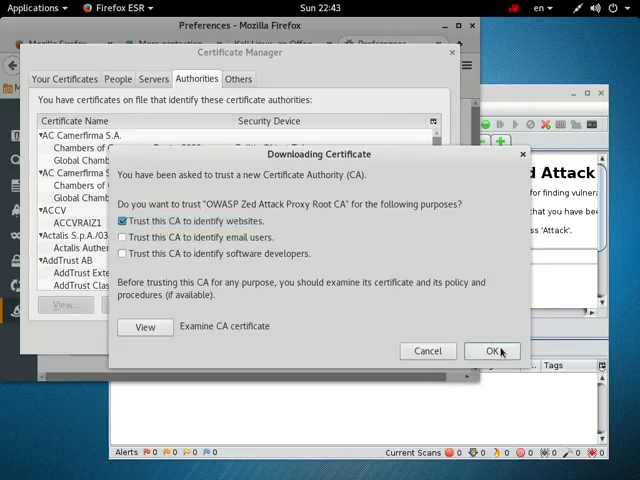 Applications
Firefox ESR
Sun 22:43
en
Preferences - Mozilla Firefox
Certificate Manager
Your Certificates
People
Servers
Authorities
Others
You have certificates on file that identify these certificate authorities:
Certificate Name
Security Device
AC Camerfirma S.A.
Chambers of
Global Chamb
AC Camerfirma S
Chambers of
Global Chamb
ACCV
ACCVRAIZ1
Actalis S.p.A./03
Actalis Authen
AddTrust AB
AddTrust Exte
AddTrust Clas
View...
Downloading Certificate
You have been asked to trust a new Certificate Authority (CA).
Do you want to trust "OWASP Zed Attack Proxy Root CA" for the following purposes?
Trust this CA to identify websites.
Trust this CA to identify email users.
Trust this CA to identify software developers.
Before trusting this CA for any purpose, you should examine its certificate and its policy and
procedures (if available).
View
Examine CA certificate
Cancel
OK
d Attack
for finding vulnera
that you have bee
'Attack'.
Tags
Alerts
0
0
0
0
Current Scans
0
0
0
0
0
0
0